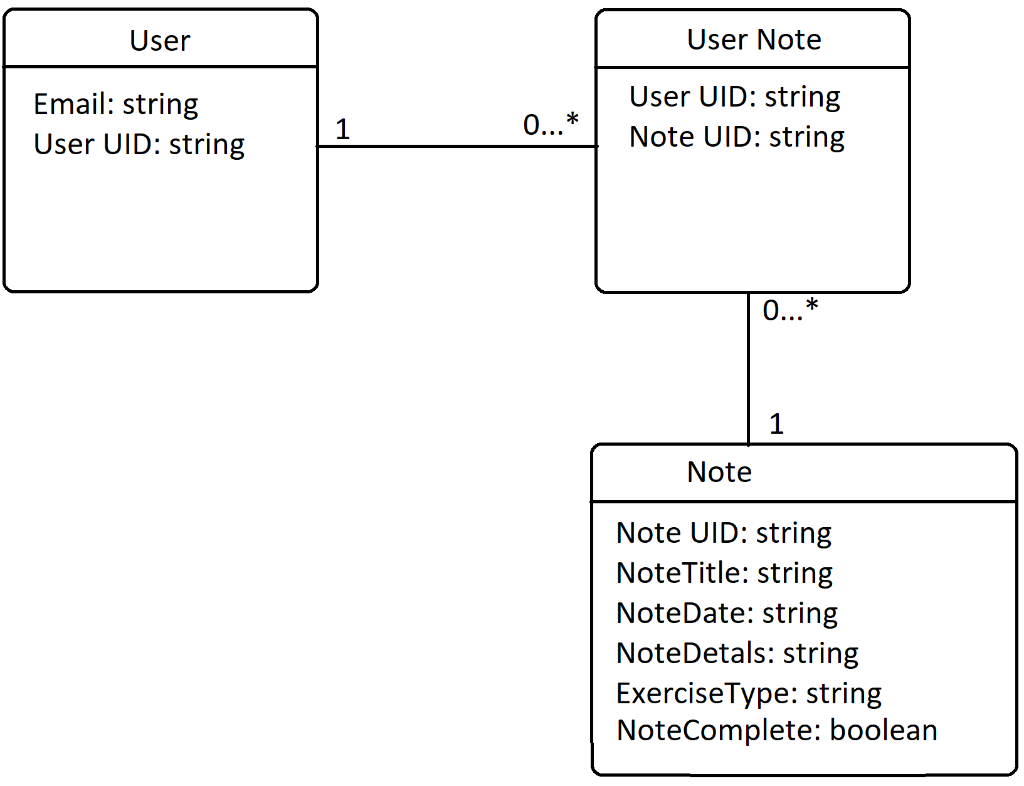 User
Email: string
User UID: string
1
0...*
User Note
User UID: string
Note UID: string
0...*
1
Note
Note UID: string
NoteTitle: string
NoteDate: string
NoteDetals: string
ExerciseType: string
NoteComplete: boolean